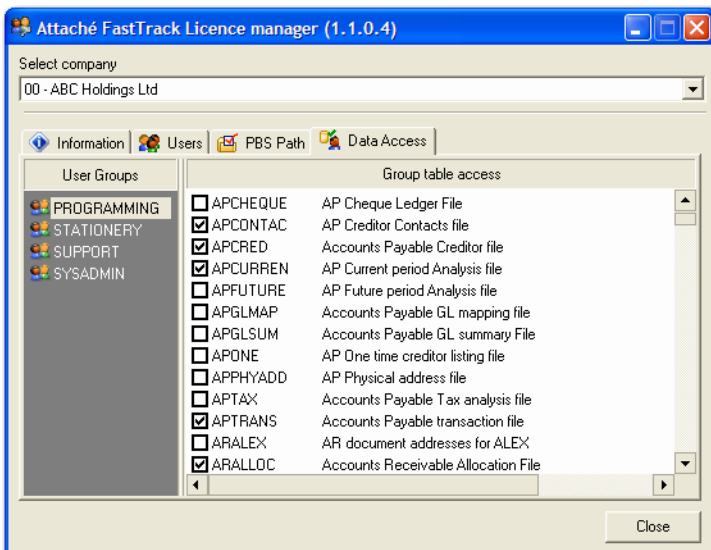 Attaché FastTrack Licence manager (1.1.0.4)
Select company
00 - ABC Holdings Ltd
Information Users PBS Path Data Access
User Groups Group table access
PROGRAMMING
STATIONERY
SUPPORT
SYSADMIN
APCHEQUE AP Cheque Ledger File
APCONTAC AP Creditor Contacts file
APCRED Accounts Payable Creditor file
APCURREN AP Current period Analysis file
APFUTURE AP Future period Analysis file
APGLMAP Accounts Payable GL mapping file
APGLSUM Accounts Payable GL summary File
APONE AP One time creditor listing file
APPHYADD AP Physical address file
APTAX Accounts Payable Tax analysis file
APTRANS Accounts Payable transaction file
ARALEX AR document addresses for ALEX
ARALLOC Accounts Receivable Allocation File
Close